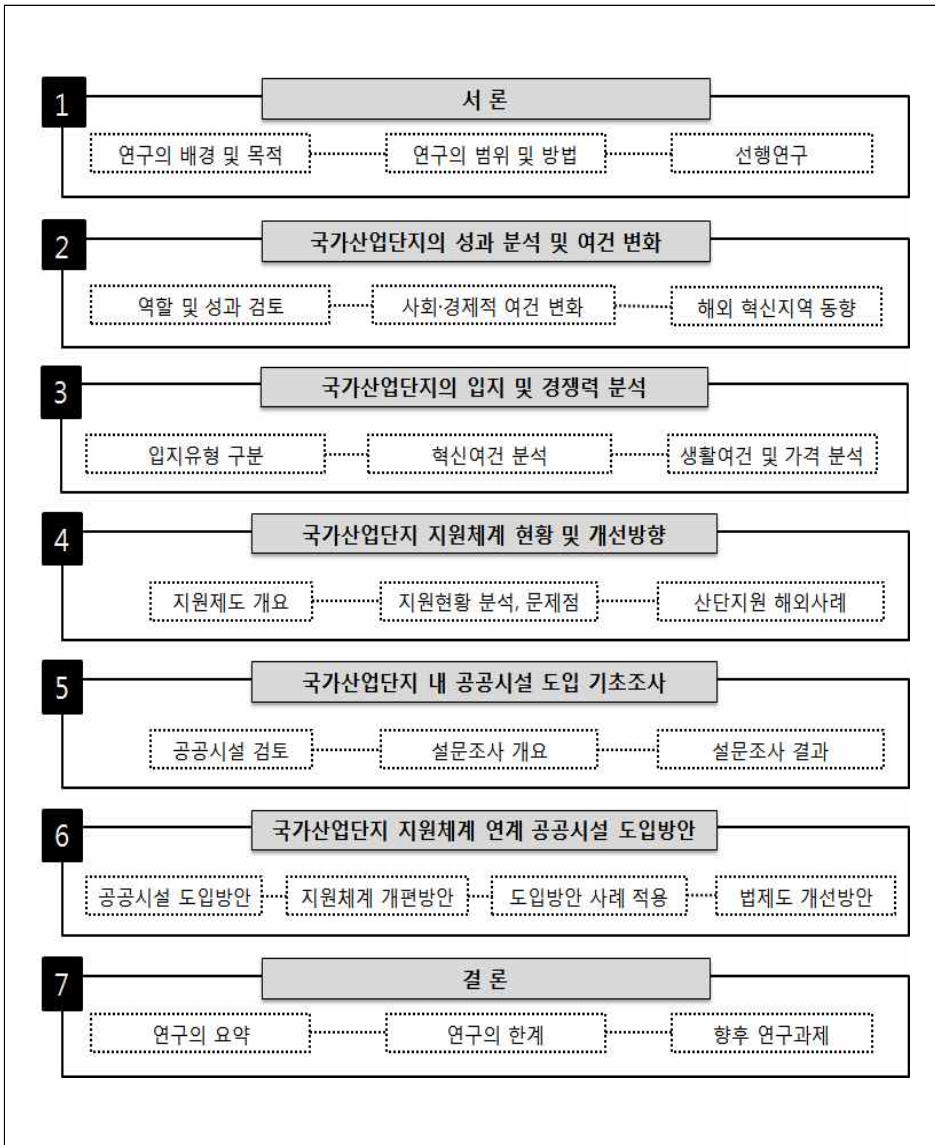 1
서 론
연구의 배경 및 목적 연구의 범위 및 방법 선행연구
2
국가산업단지의 성과 분석 및 여건 변화
역할 및 성과 검토 사회·경제적 여건 변화 해외 혁신지역 동향
3
국가산업단지의 입지 및 경쟁력 분석
입지유형 구분 혁신여건 분석 생활여건 및 가격 분석
4
국가산업단지 지원체계 현황 및 개선방향
지원제도 개요 지원현황 분석, 문제점 산단지원 해외사례
5
국가산업단지 내 공공시설 도입 기초조사
공공시설 검토 설문조사 개요 설문조사 결과
6
국가산업단지 지원체계 연계 공공시설 도입방안
공공시설 도입방안 지원체계 개편방안 도입방안 사례 적용 법제도 개선방안
7
결 론
연구의 요약 연구의 한계 향후 연구과제